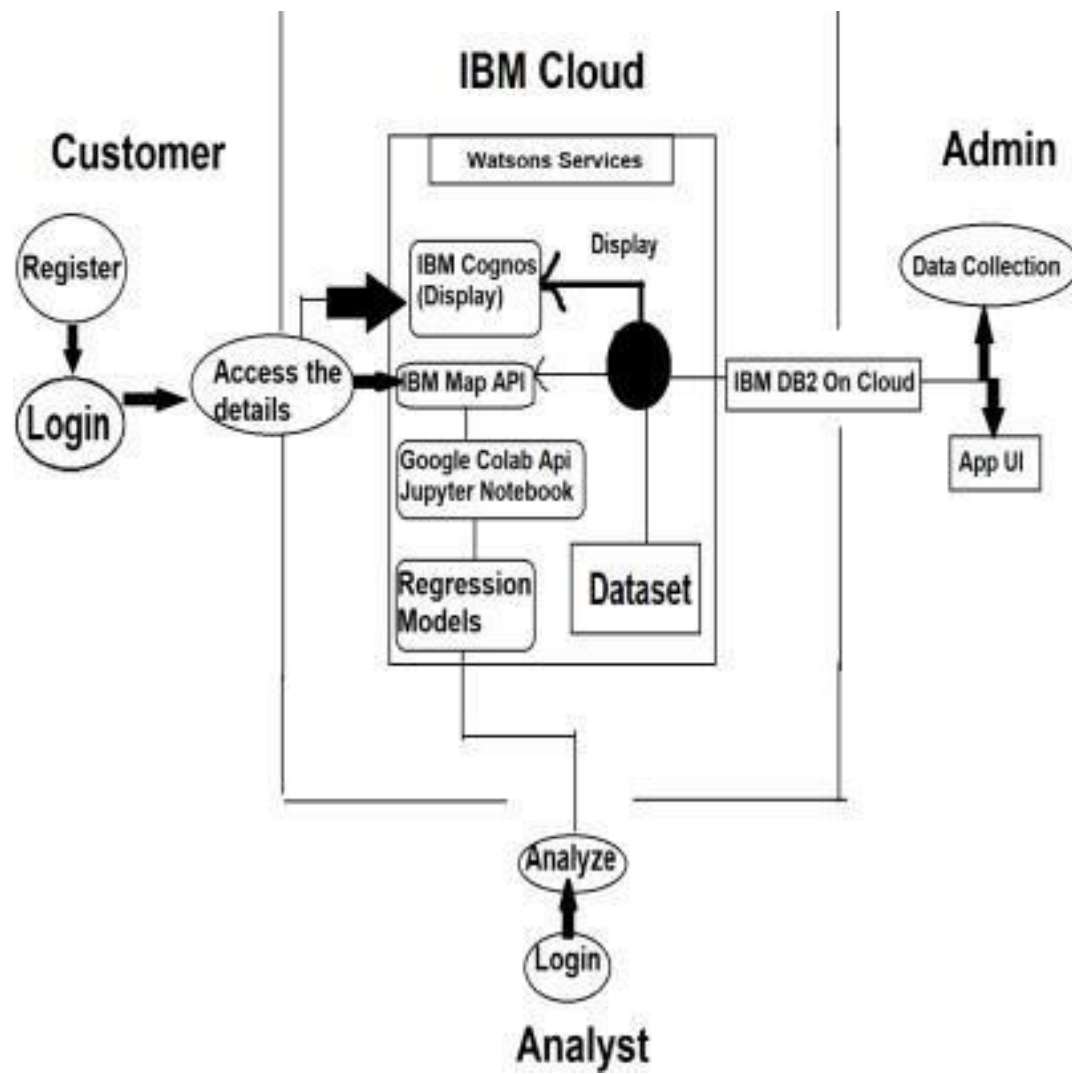 IBM Cloud
Customer
Admin
Watsons Services
Register
IBM Cognos
(Display)
Display
Data Collection
Access the
details
IBM Map API
IBM DB2 On Cloud
Login
Google Colab Api
Jupyter Notebook
App UI
Regression
Models
Dataset
Analyze
Login
Analyst